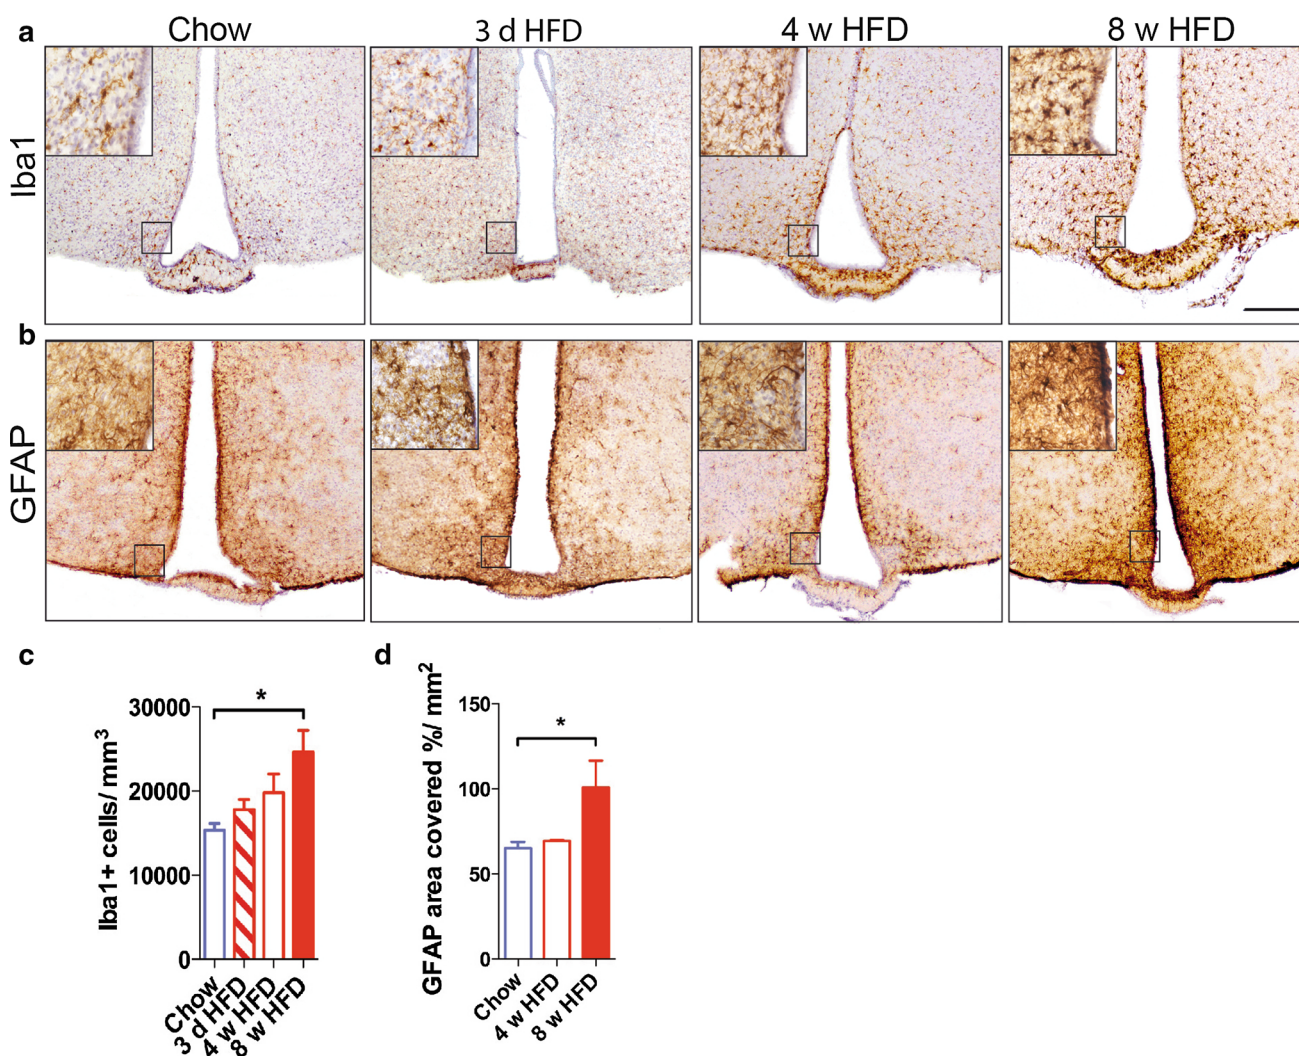 a
Chow
3 d HFD
4 w HFD
8 w HFD
Iba1
b
GFAP
c
Iba1+ cells/ mm³
30000
20000
10000
0
*
Chow
3 d HFD
4 w HFD
8 w HFD
d
GFAP area covered %/ mm²
150
100
50
0
*
Chow
4 w HFD
8 w HFD